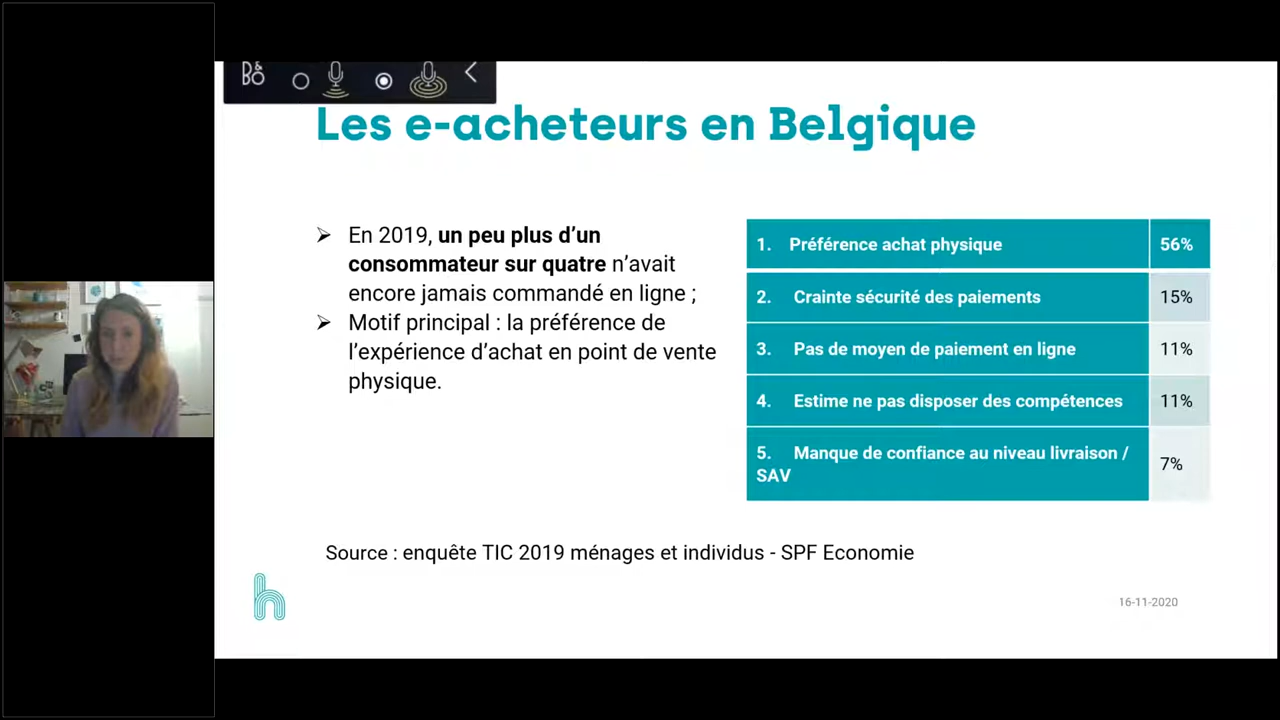 D&
BO
Les e-acheteurs en Belgique
➢ En 2019, un peu plus d’un
consommateur sur quatre n’avait
encore jamais commandé en ligne ;
➢ Motif principal : la préférence de
l’expérience d’achat en point de vente
physique.
1. Préférence achat physique 56%
2. Crainte sécurité des paiements 15%
3. Pas de moyen de paiement en ligne 11%
4. Estime ne pas disposer des compétences 11%
5. Manque de confiance au niveau livraison /
SAV 7%
Source : enquête TIC 2019 ménages et individus - SPF Economie
h
16-11-2020